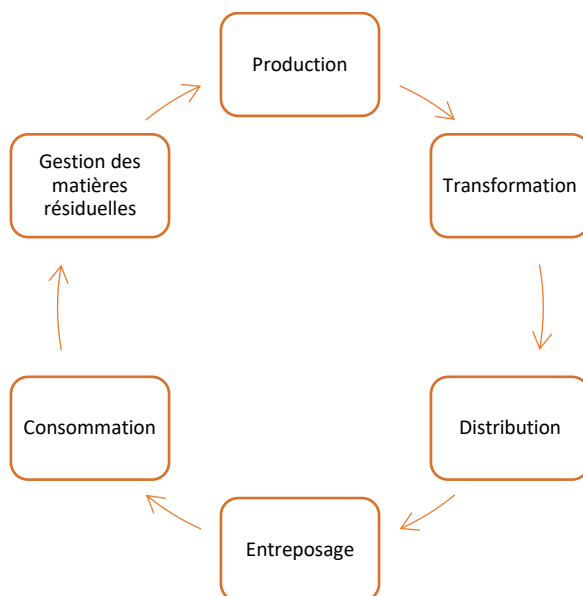 Production
Transformation
Distribution
Entreposage
Consommation
Gestion des
matières
résiduelles